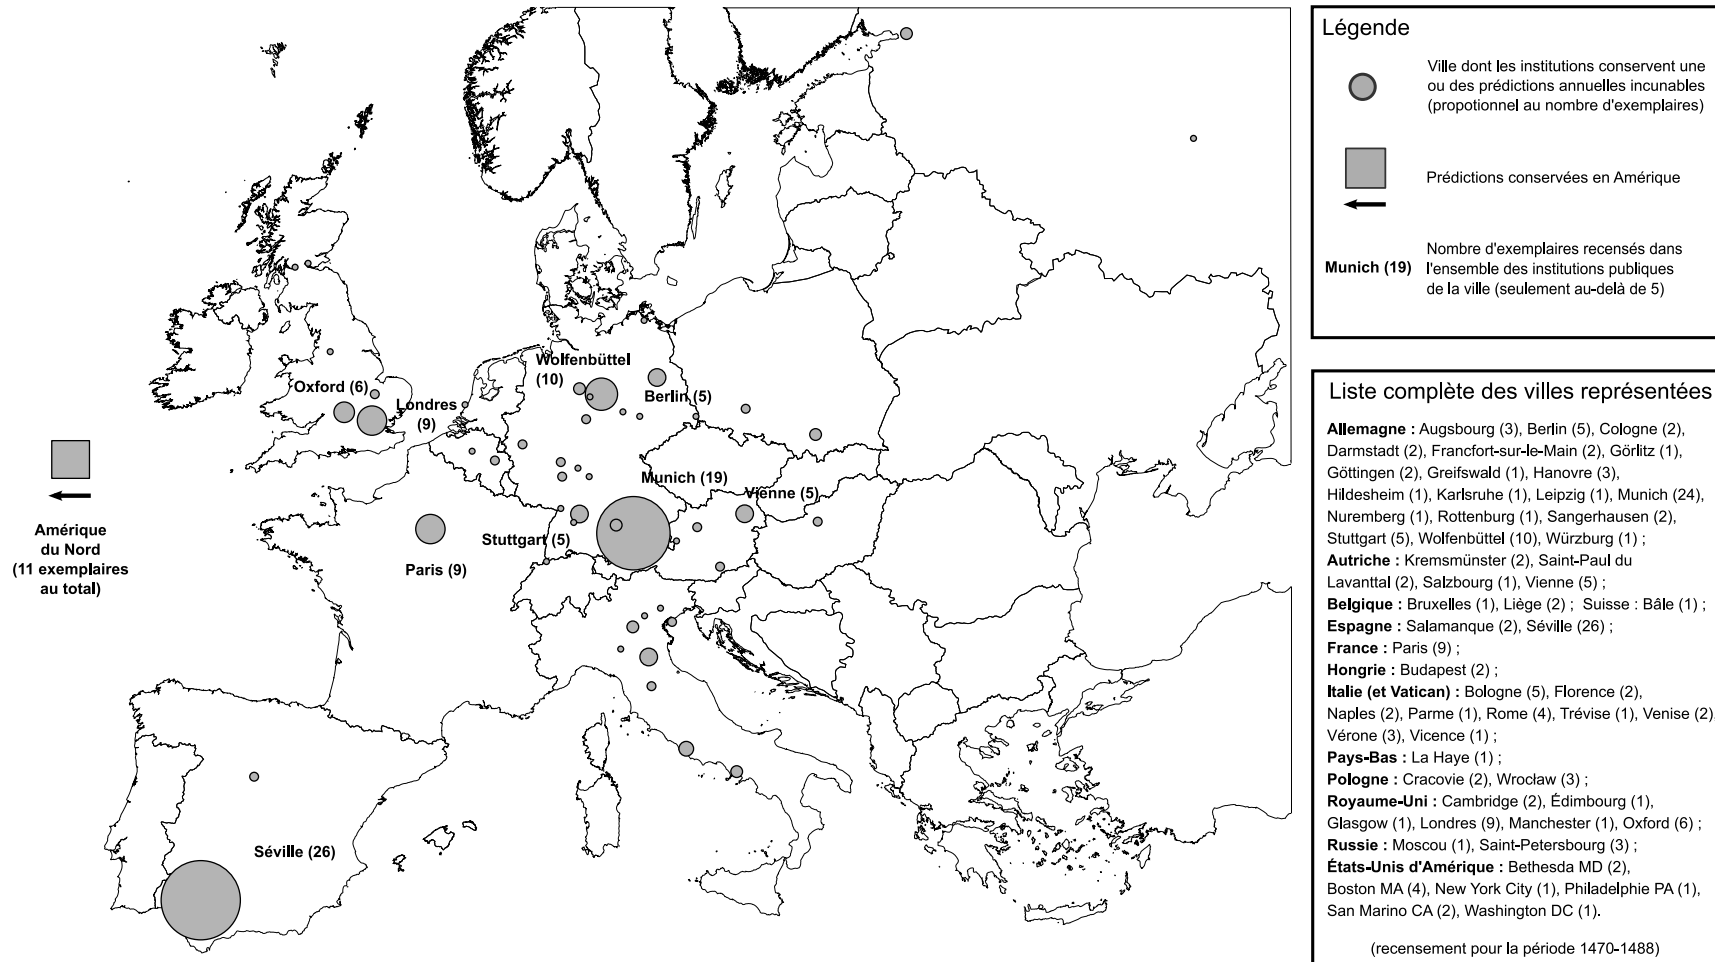 Wolfenbüttel
(10)
Oxford (6)
Londres
(9)
Berlin (5)
Munich (19)
Vienne (5)
Stuttgart (5)
Paris (9)
Amérique
du Nord
(11 exemplaires
au total)
Séville (26)
Légende
Ville dont les institutions conservent une
ou des prédictions annuelles incunables
(propotionnel au nombre d'exemplaires)
Prédictions conservées en Amérique
Munich (19)
Nombre d'exemplaires recensés dans
l'ensemble des institutions publiques
de la ville (seulement au-delà de 5)
Liste complète des villes représentées
Allemagne : Augsbourg (3), Berlin (5), Cologne (2),
Darmstadt (2), Francfort-sur-le-Main (2), Görlitz (1),
Göttingen (2), Greifswald (1), Hanovre (3),
Hildesheim (1), Karlsruhe (1), Leipzig (1), Munich (24),
Nuremberg (1), Rottenburg (1), Sangerhausen (2),
Stuttgart (5), Wolfenbüttel (10), Würzburg (1) ;
Autriche : Kremsmünster (2), Saint-Paul du
Lavanttal (2), Salzbourg (1), Vienne (5) ;
Belgique : Bruxelles (1), Liège (2) ; Suisse : Bâle (1) ;
Espagne : Salamanque (2), Séville (26) ;
France : Paris (9) ;
Hongrie : Budapest (2) ;
Italie (et Vatican) : Bologne (5), Florence (2),
Naples (2), Parme (1), Rome (4), Trévise (1), Venise (2),
Vérone (3), Vicence (1) ;
Pays-Bas : La Haye (1) ;
Pologne : Cracovie (2), Wrocław (3) ;
Royaume-Uni : Cambridge (2), Édimbourg (1),
Glasgow (1), Londres (9), Manchester (1), Oxford (6) ;
Russie : Moscou (1), Saint-Petersbourg (3) ;
États-Unis d'Amérique : Bethesda MD (2),
Boston MA (4), New York City (1), Philadelphie PA (1),
San Marino CA (2), Washington DC (1).
(recensement pour la période 1470-1488)